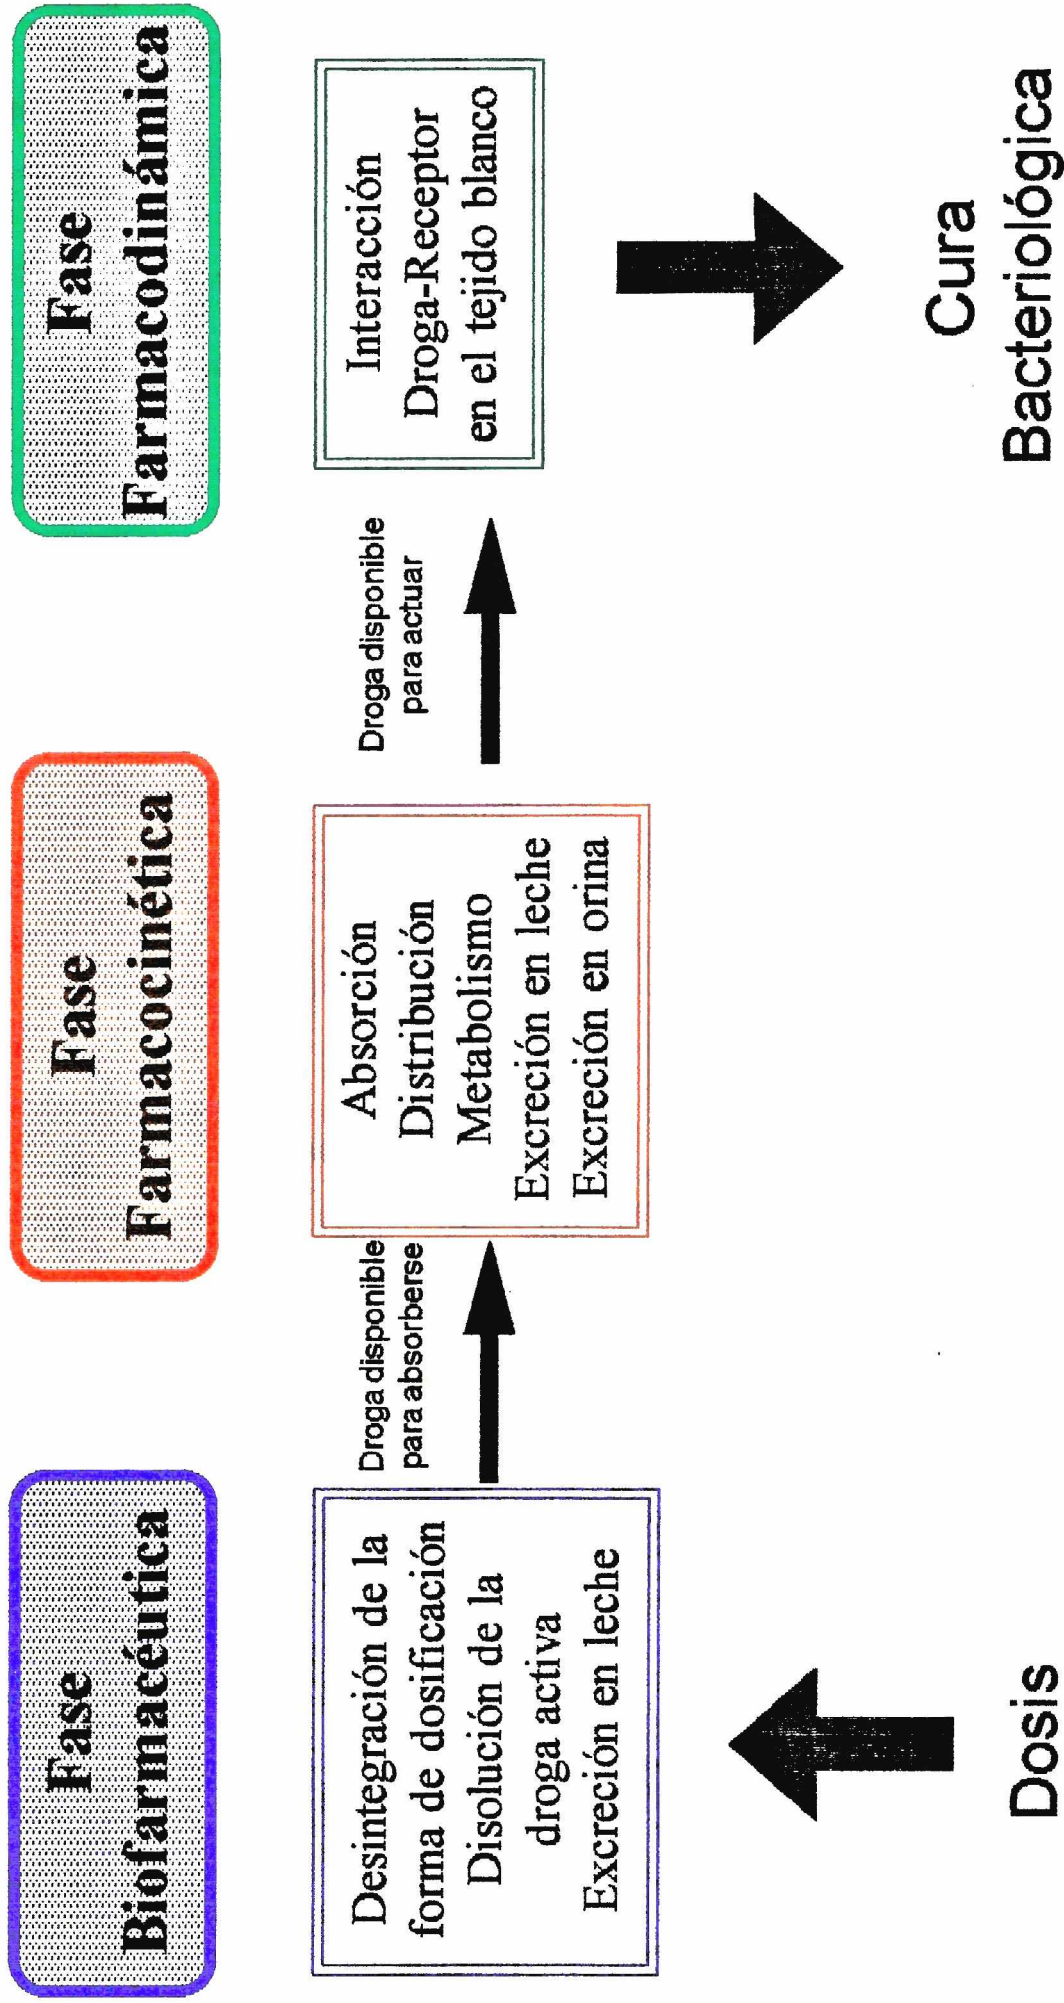 Fase
Biofarmacéutica
Fase
Farmacocinética
Fase
Farmacodinámica
Desintegración de la
forma de dosificación
Disolución de la
droga activa
Excreción en leche
Droga disponible
para absorberse
Absorción
Distribución
Metabolismo
Excreción en leche
Excreción en orina
Droga disponible
para actuar
Interacción
Droga-Receptor
en el tejido blanco
Dosis
Cura
Bacteriológica